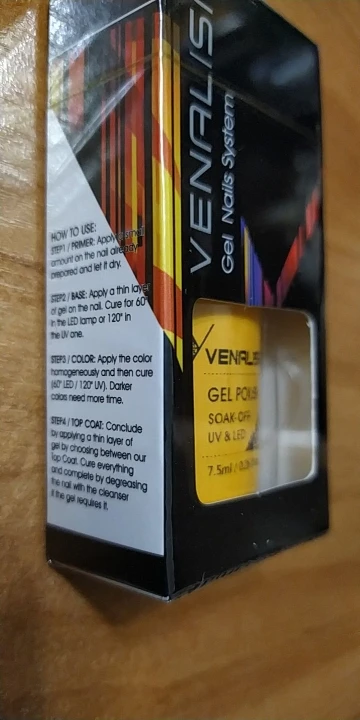 HOW TO USE:
STEP1 / PRIMER: Apply a small
amount on the nail already
prepared and let it dry.
STEP2 / BASE: Apply a thin layer
of gel on the nail. Cure for 60"
in the LED lamp or 120" in
the UV one.
STEP3 / COLOR: Apply the color
homogeneously and then cure
(60" LED / 120" UV). Darker
colors need more time.
STEP4 / TOP COAT: Conclude
by applying a thin layer of
gel by choosing between our
Top Coat. Cure everything
and complete by degreasing
the nail with the cleanser
if the gel requires it.
VENALISA
Gel Nails System
VENALIS
GEL POLIS
SOAK-OFF
UV & LED
7.5ml /